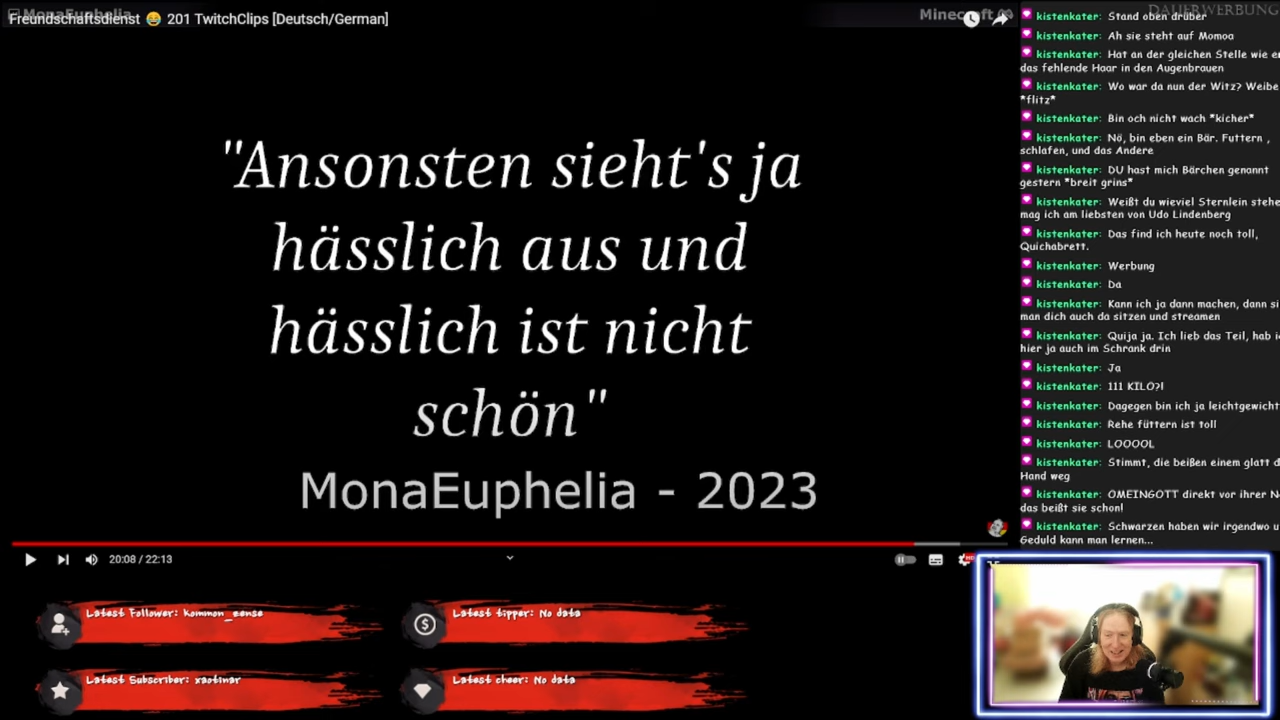 MonaEuphelia
Freundschaftsdienst 😂 201 TwitchClips [Deutsch/German]
Minecraft
DAUERWERBUNG
"Ansonsten sieht's ja
hässlich aus und
hässlich ist nicht
schön"
MonaEuphelia - 2023
20:08 / 22:13
HD
Latest Follower: Kommon_sense
Latest tipper: No data
Latest Subscriber: xaotinar
Latest cheer: No data
kistenkater: Stand oben drüber
kistenkater: Ah sie steht auf Momoa
kistenkater: Hat an der gleichen Stelle wie
das fehlende Haar in den Augenbrauen
kistenkater: Wo war da nun der Witz? Weibe
*flitz*
kistenkater: Bin och nicht wach *kicher*
kistenkater: Nö, bin eben ein Bär. Futtern ,
schlafen, und das Andere
kistenkater: DU hast mich Bärchen genannt
gestern *breit grins*
kistenkater: Weißt du wieviel Sternlein stehe
mag ich am liebsten von Udo Lindenberg
kistenkater: Das find ich heute noch toll,
Quichabrett.
kistenkater: Werbung
kistenkater: Da
kistenkater: Kann ich ja dann machen, dann si
man dich auch da sitzen und streamen
kistenkater: Quija ja. Ich lieb das Teil, hab
hier ja auch im Schrank drin
kistenkater: Ja
kistenkater: 111 KILO?!
kistenkater: Dagegen bin ich ja leichtgewicht
kistenkater: Rehe füttern ist toll
kistenkater: LOOOOL
kistenkater: Stimmt, die beißen einem glatt d
Hand weg
kistenkater: OMEINGOTT direkt vor ihrer N
das beißt sie schon!
kistenkater: Schwarzen haben wir irgendwo u
Geduld kann man lernen...